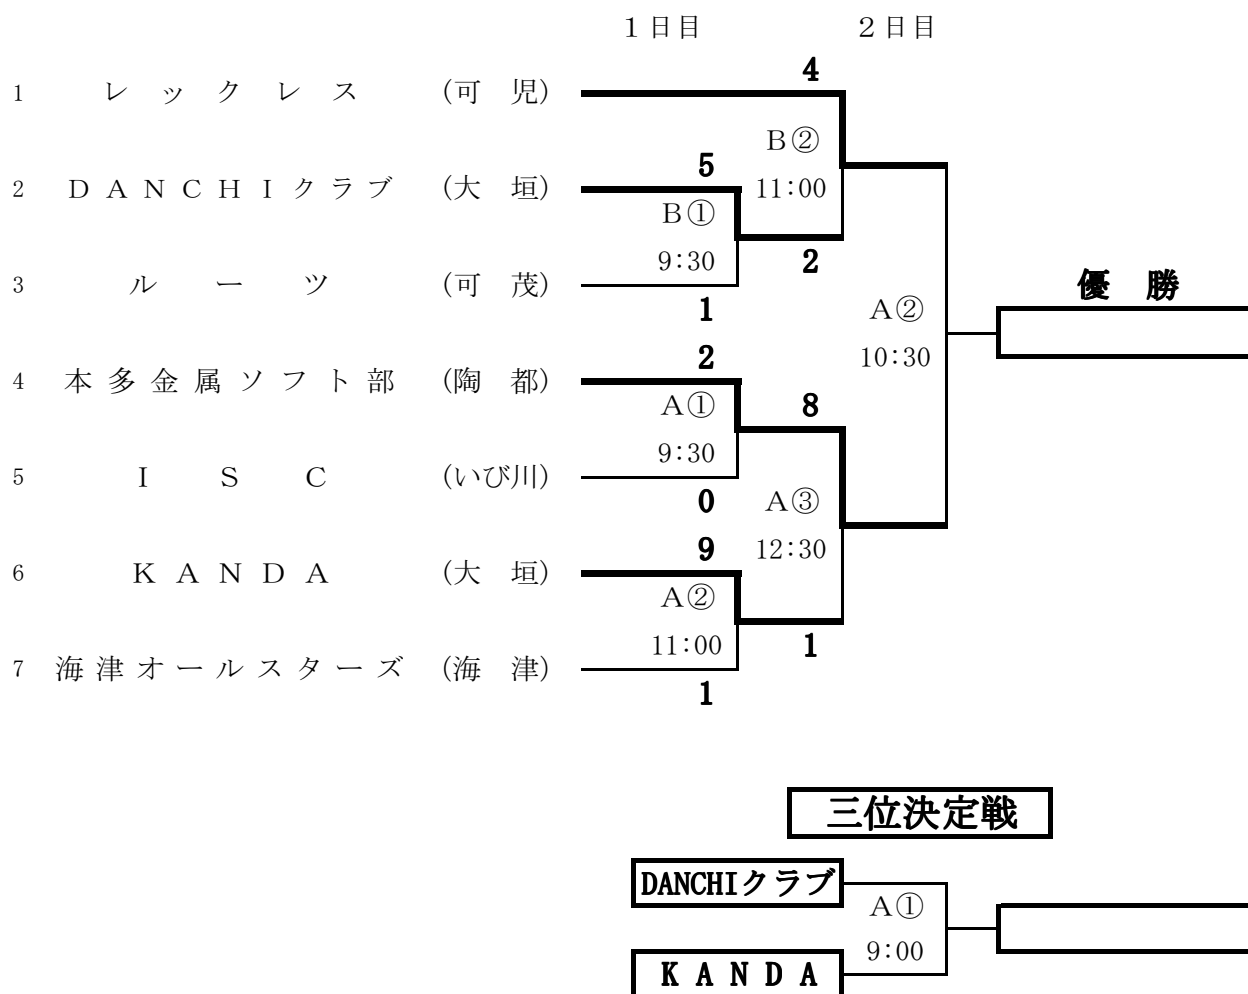 １日目 ２日目
4
1 レックレス (可 児)
B②
5
2 DANCHIクラブ (大 垣) 11:00
B①
9:30 2
3 ルーツ (可 茂) 優 勝
1 A②
2 10:30
4 本多金属ソフト部 (陶 都)
A① 8
9:30
5 ISC (いび川)
0 A③
9 12:30
6 KANDA (大 垣)
A②
11:00 1
7 海津オールスターズ (海 津)
1
三位決定戦
DANCHIクラブ
A①
9:00
KANDA